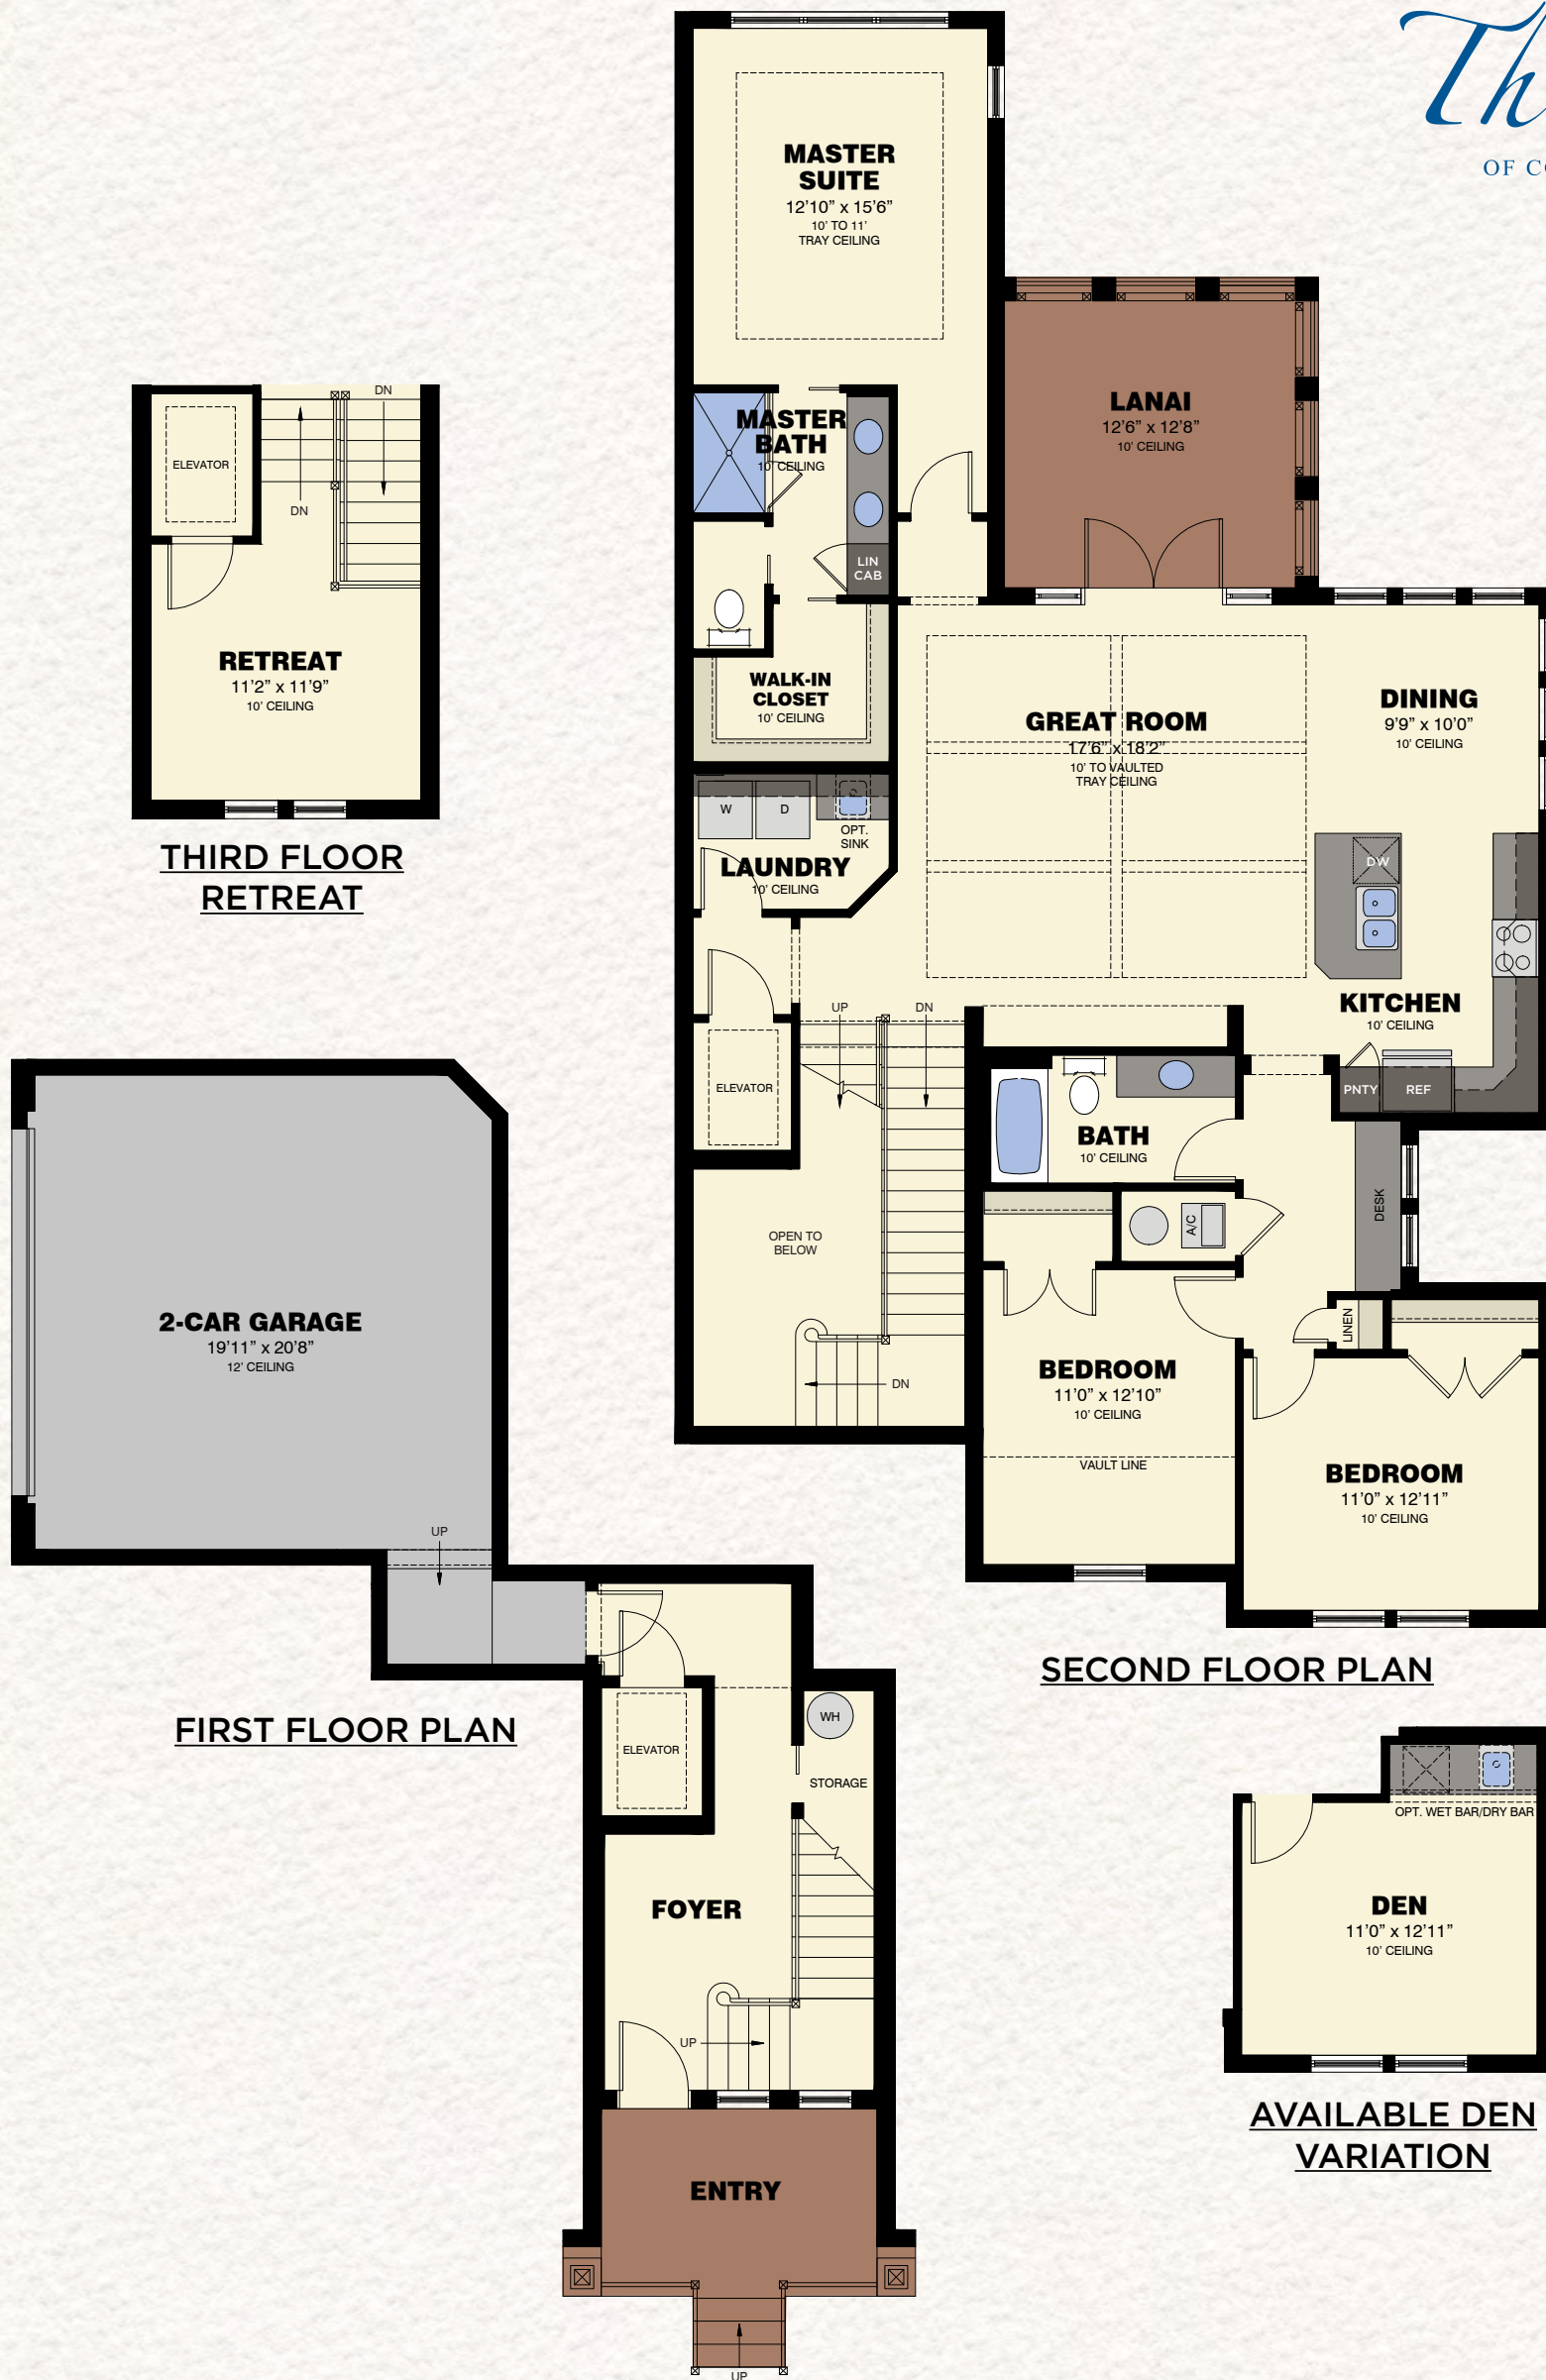 Th
OF CO
MASTER
SUITE
12'10” x 15'6”
10' TO 11'
TRAY CEILING
LANAI
12'6” x 12'8”
10' CEILING
MASTER
BATH
10' CEILING
LIN
CAB
WALK-IN
CLOSET
10' CEILING
GREAT ROOM
17'6” x 18'2”
10' TO VAULTED
TRAY CEILING
DINING
9'9” x 10'0”
10' CEILING
W
D
OPT.
SINK
LAUNDRY
10' CEILING
DW
KITCHEN
10' CEILING
PNTY
REF
UP
DN
ELEVATOR
OPEN TO
BELOW
DN
BATH
10' CEILING
A/C
DESK
LINEN
BEDROOM
11'0” x 12'10”
10' CEILING
VAULT LINE
BEDROOM
11'0” x 12'11”
10' CEILING
SECOND FLOOR PLAN
DN
ELEVATOR
DN
RETREAT
11'2” x 11'9”
10' CEILING
THIRD FLOOR
RETREAT
2-CAR GARAGE
19'11” x 20'8”
12' CEILING
UP
FIRST FLOOR PLAN
ELEVATOR
WH
STORAGE
FOYER
UP
ENTRY
UP
OPT. WET BAR/DRY BAR
DEN
11'0” x 12'11”
10' CEILING
AVAILABLE DEN
VARIATION